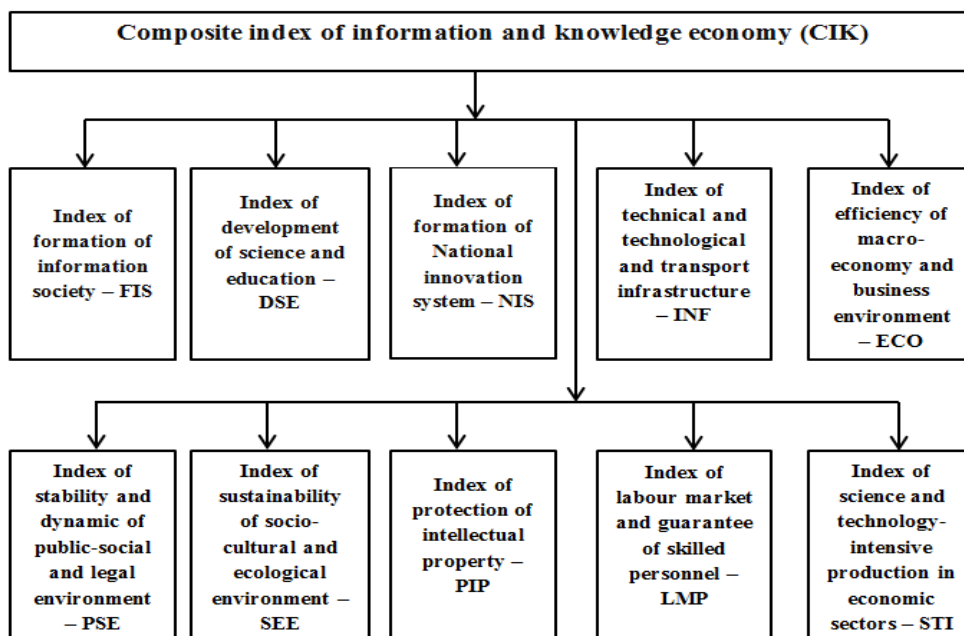 Composite index of information and knowledge economy (CIK)
Index of
formation of
information
society – FIS
Index of
development
of science and
education –
DSE
Index of
formation of
National
innovation
system – NIS
Index of
technical and
technological
and transport
infrastructure
– INF
Index of
efficiency of
macro-
economy and
business
environment
– ECO
Index of
stability and
dynamic of
public-social
and legal
environment
– PSE
Index of
sustainability
of socio-
cultural and
ecological
environment –
SEE
Index of
protection of
intellectual
property –
PIP
Index of
labour market
and guarantee
of skilled
personnel –
LMP
Index of
science and
technology-
intensive
production in
economic
sectors – STI